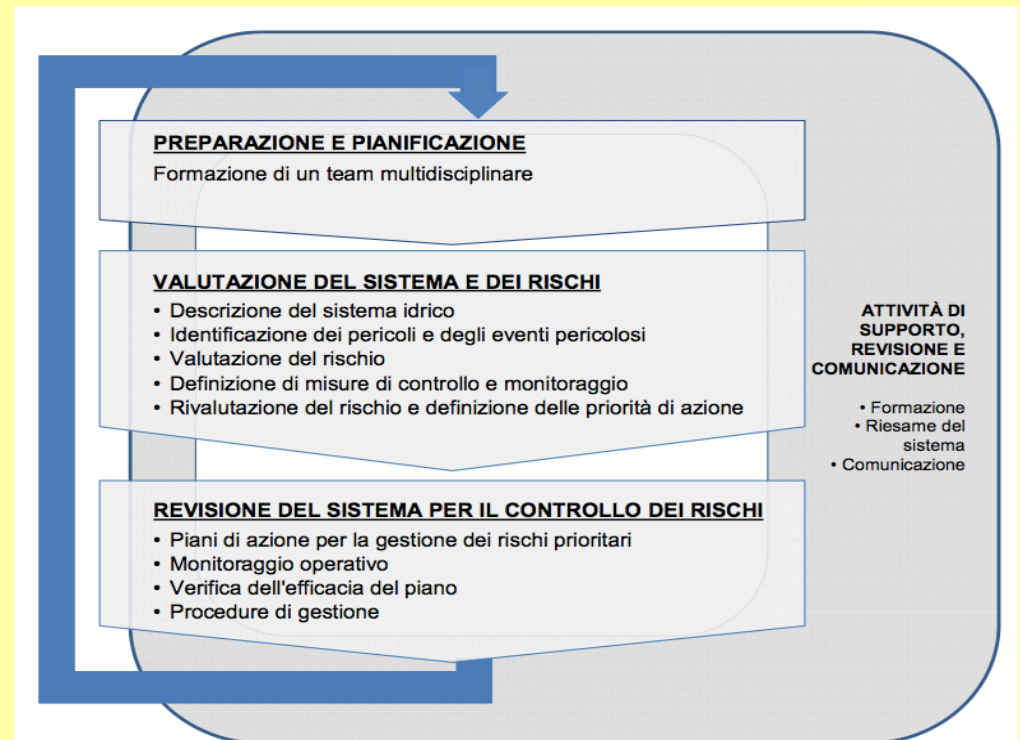 PREPARAZIONE E PIANIFICAZIONE
Formazione di un team multidisciplinare
VALUTAZIONE DEL SISTEMA E DEI RISCHI
• Descrizione del sistema idrico
• Identificazione dei pericoli e degli eventi pericolosi
• Valutazione del rischio
• Definizione di misure di controllo e monitoraggio
• Rivalutazione del rischio e definizione delle priorità di azione
REVISIONE DEL SISTEMA PER IL CONTROLLO DEI RISCHI
• Piani di azione per la gestione dei rischi prioritari
• Monitoraggio operativo
• Verifica dell'efficacia del piano
• Procedure di gestione
ATTIVITÀ DI
SUPPORTO,
REVISIONE E
COMUNICAZIONE
• Formazione
• Riesame del
sistema
• Comunicazione